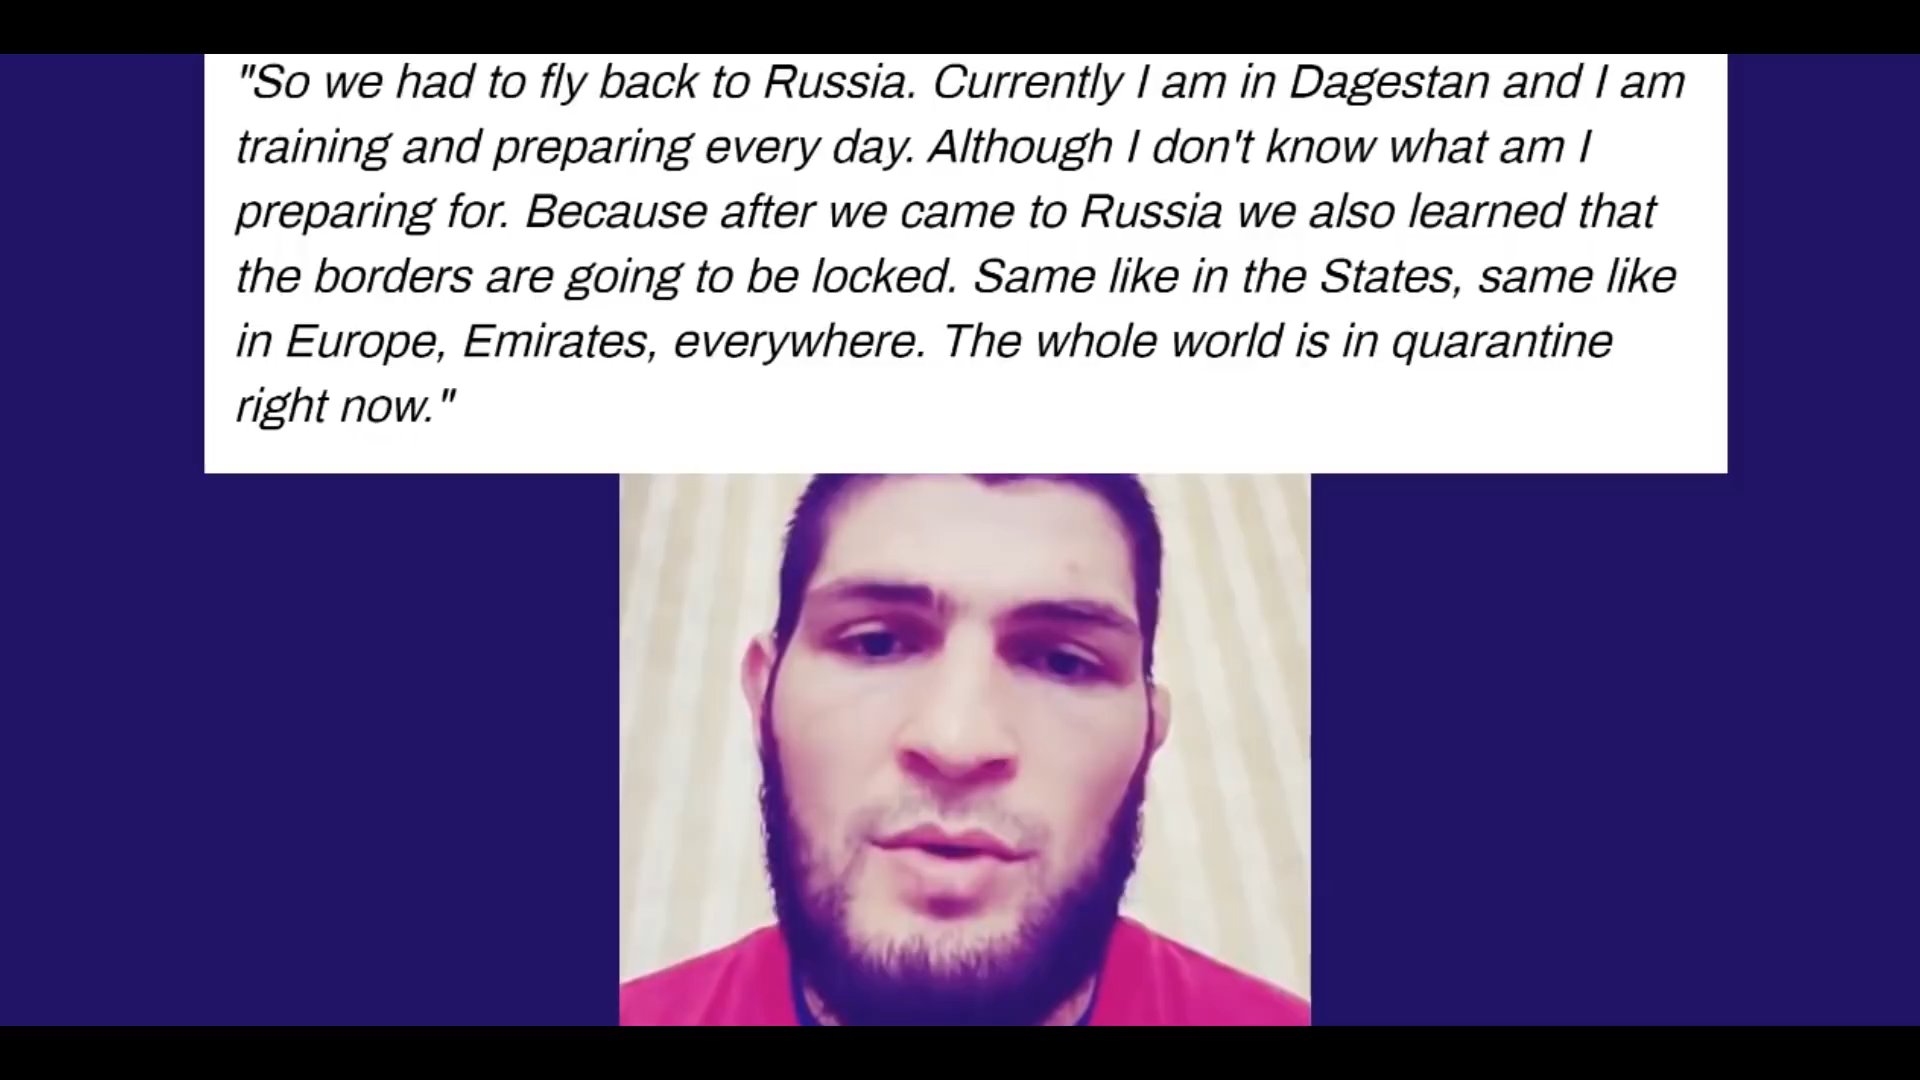 "So we had to fly back to Russia. Currently I am in Dagestan and I am
training and preparing every day. Although I don't know what am I
preparing for. Because after we came to Russia we also learned that
the borders are going to be locked. Same like in the States, same like
in Europe, Emirates, everywhere. The whole world is in quarantine
right now."